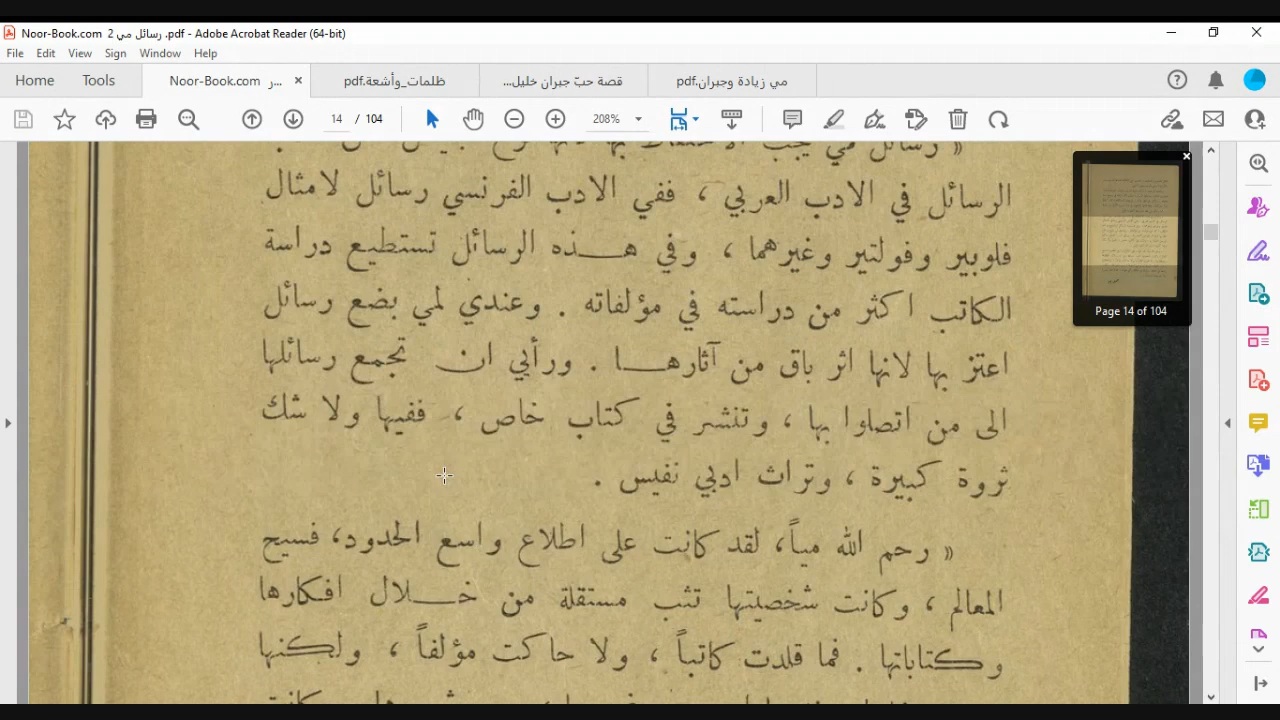 Noor-Book.com رسائل مي 2 .pdf - Adobe Acrobat Reader (64-bit)
File Edit View Sign Window Help
Home Tools Noor-Book.com ر... × ظلمات_وأشعة.pdf قصة حبّ جبران خليل... مي زيادة وجبران.pdf
14 / 104 208%
« رسائل مي يجب الاحتفاظ بها
الرسائل في الادب العربي ، ففي الادب الفرنسي رسائل لامثال
فلوبير وفولتير وغيرهما ، وفي هـذه الرسائل تستطيع دراسة
الكاتب اكثر من دراسته في مؤلفاته . وعندي لمي بضع رسائل
اعتز بها لانها اثر باق من آثارهـا . ورأيي ان تجمع رسائلها
الى من اتصلوا بها ، وتنشر في كتاب خاص ، ففيها ولا شك
ثروة كبيرة ، وتراث ادبي نفيس .
« رحم الله مياً، لقد كانت على اطلاع واسع الحدود، فسيح
المعالم ، وكانت شخصيتها تثب مستقلة من خـلال افكارها
وكتاباتها . فما قلدت كاتباً ، ولا حاكت مؤلفاً ، ولكنها
Page 14 of 104